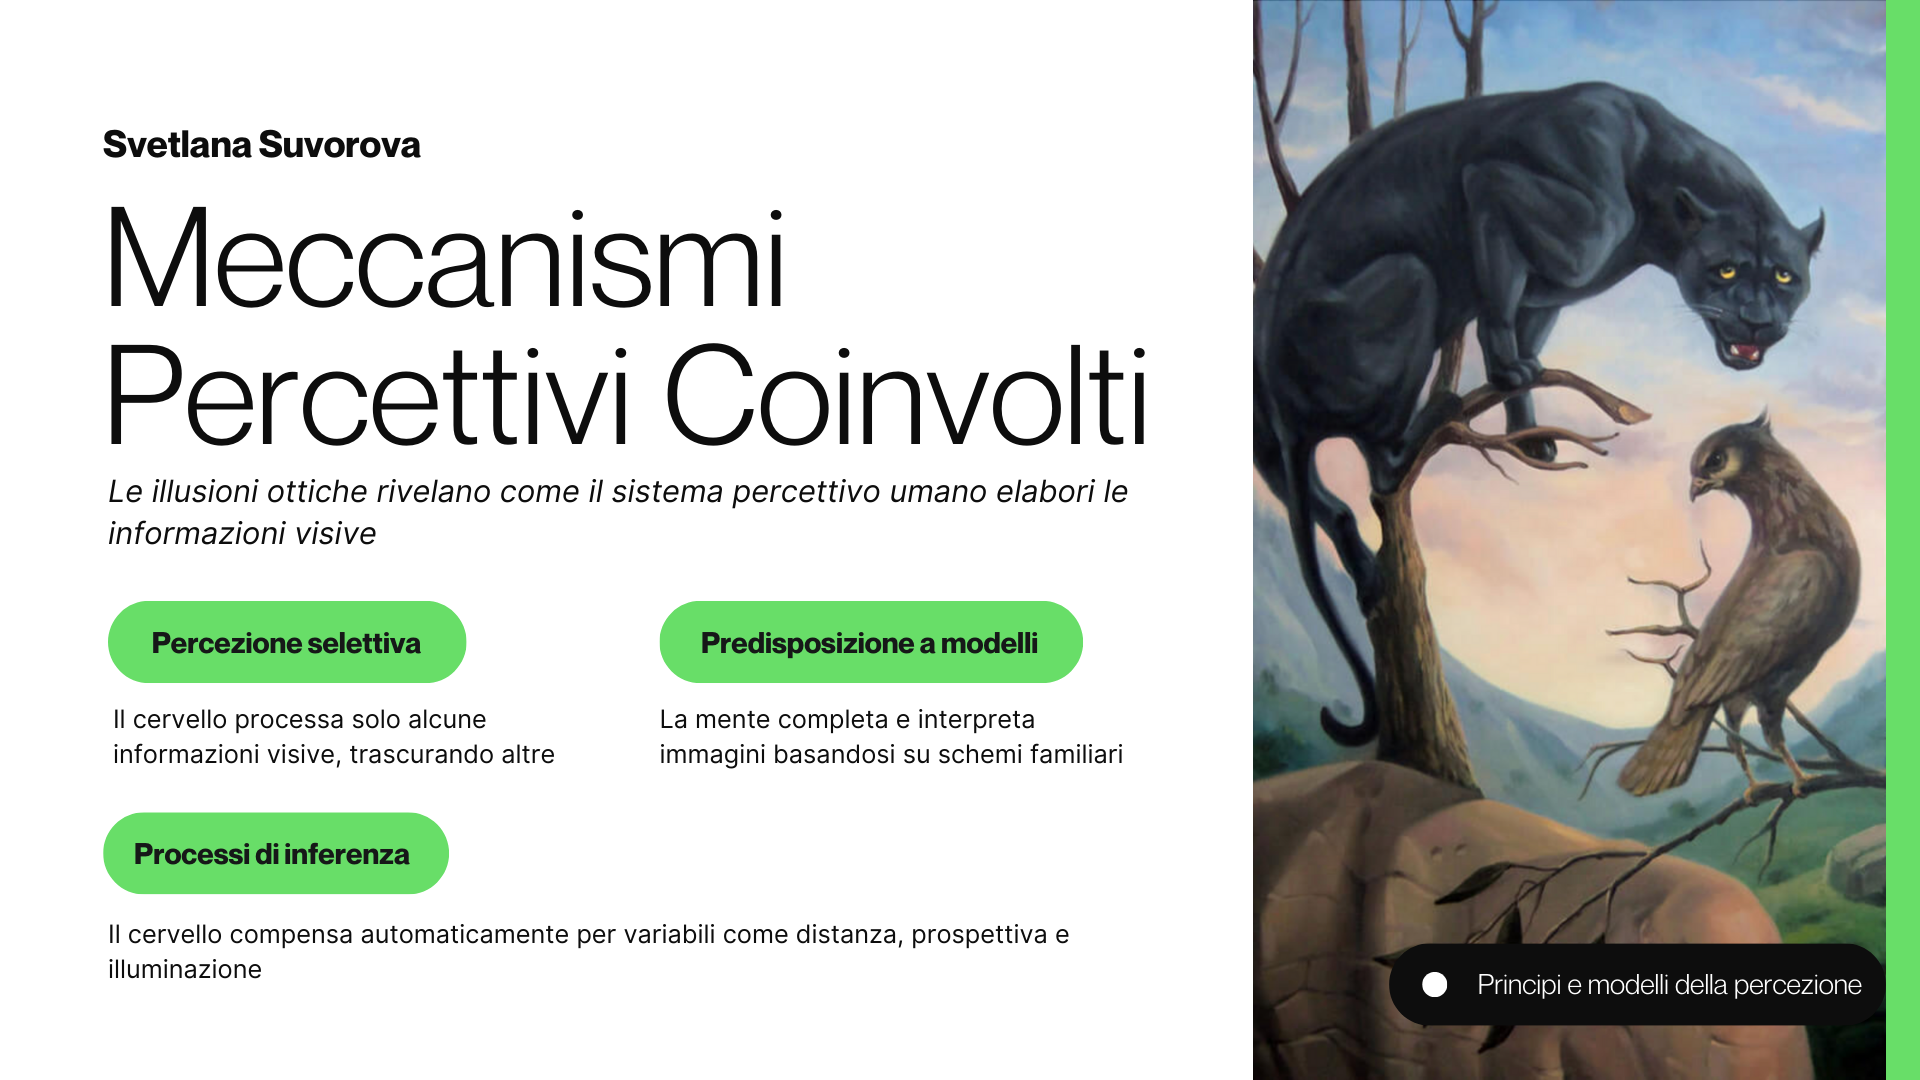 Svetlana Suvorova
Meccanismi
Percettivi Coinvolti
Le illusioni ottiche rivelano come il sistema percettivo umano elabori le
informazioni visive
Percezione selettiva
Il cervello processa solo alcune
informazioni visive, trascurando altre
Predisposizione a modelli
La mente completa e interpreta
immagini basandosi su schemi familiari
Processi di inferenza
Il cervello compensa automaticamente per variabili come distanza, prospettiva e
illuminazione
Principi e modelli della percezione